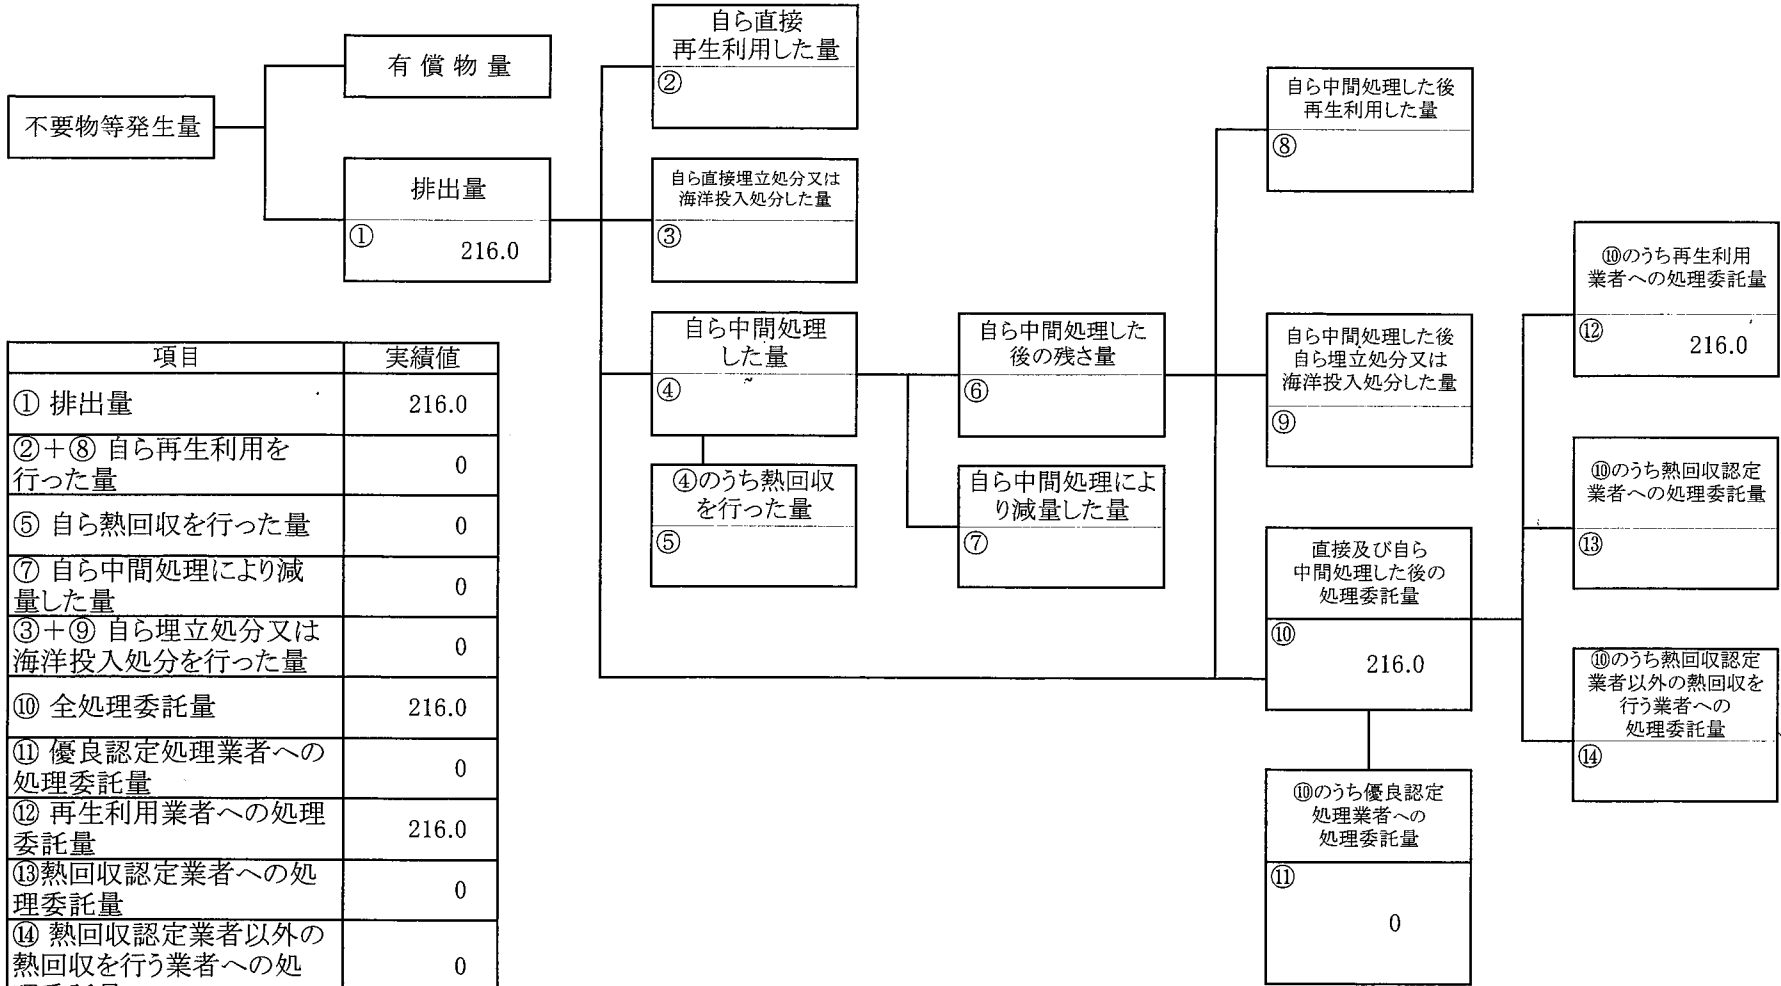 不要物等発生量
有償物量
排出量
①
216.0
自ら直接
再生利用した量
②
自ら直接埋立処分又は
海洋投入処分した量
③
自ら中間処理
した量
④
④のうち熱回収
を行った量
⑤
自ら中間処理した
後の残さ量
⑥
自ら中間処理によ
り減量した量
⑦
自ら中間処理した後
再生利用した量
⑧
自ら中間処理した後
自ら埋立処分又は
海洋投入処分した量
⑨
直接及び自ら
中間処理した後の
処理委託量
⑩
216.0
⑩のうち優良認定
処理業者への
処理委託量
⑪
0
⑩のうち再生利用
業者への処理委託量
⑫
216.0
⑩のうち熱回収認定
業者への処理委託量
⑬
⑩のうち熱回収認定
業者以外の熱回収を
行う業者への
処理委託量
⑭
項目 実績値
① 排出量 216.0
②+⑧ 自ら再生利用を
行った量 0
⑤ 自ら熱回収を行った量 0
⑦ 自ら中間処理により減
量した量 0
③+⑨ 自ら埋立処分又は
海洋投入処分を行った量 0
⑩ 全処理委託量 216.0
⑪ 優良認定処理業者への
処理委託量 0
⑫ 再生利用業者への処理
委託量 216.0
⑬熱回収認定業者への処
理委託量 0
⑭ 熱回収認定業者以外の
熱回収を行う業者への処 0